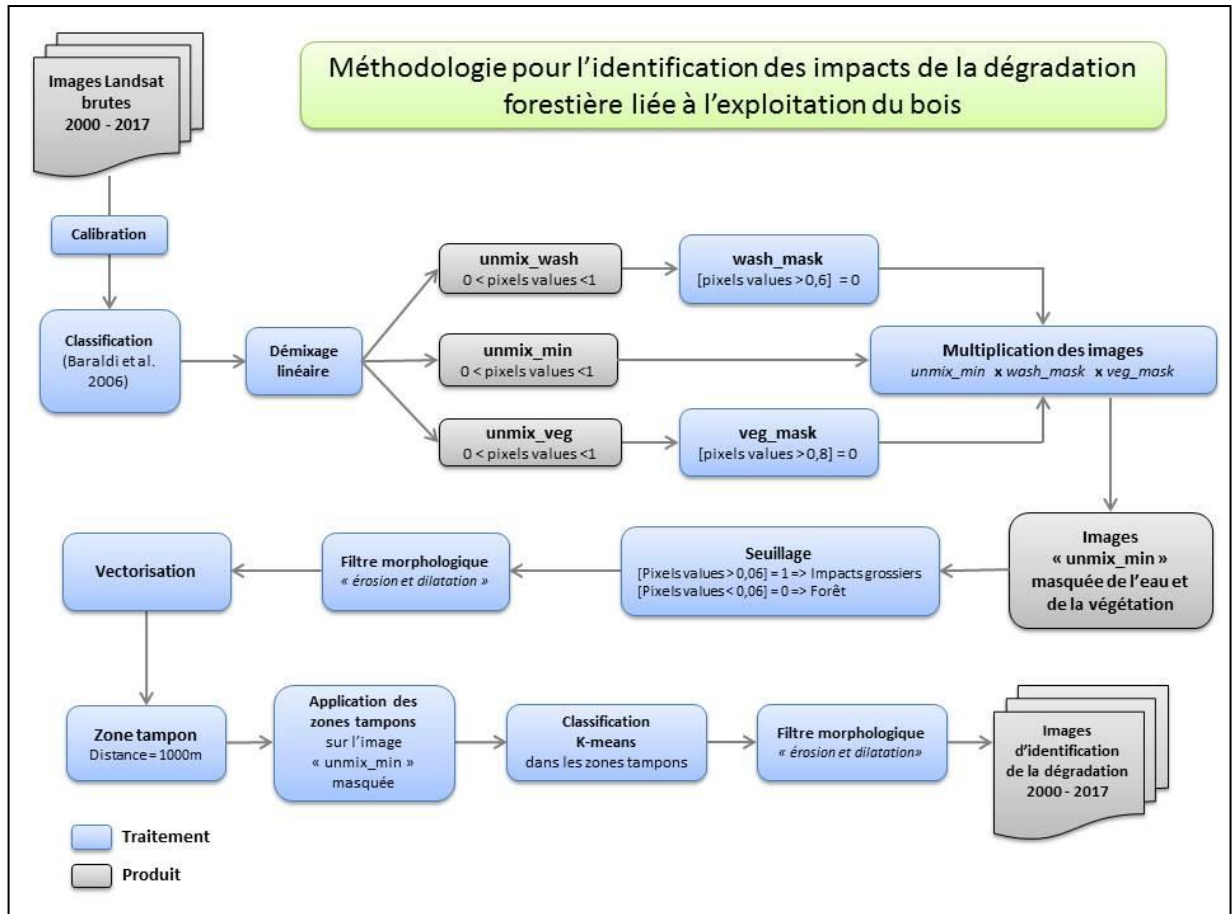 Méthodologie pour l'identification des impacts de la dégradation
forestière liée à l'exploitation du bois
Images Landsat
brutes
2000 - 2017
Calibration
Classification
(Baraldi et al.
2006)
Démixage
linéaire
unmix_wash
0 < pixels values <1
wash_mask
[pixels values >0,6] = 0
unmix_min
0 < pixels values <1
unmix_veg
0 < pixels values <1
veg_mask
[pixels values >0,8] = 0
Multiplication des images
unmix_min x wash_mask x veg_mask
Images
« unmix_min »
masquée de l'eau et
de la végétation
Seuillage
[Pixels values > 0,06] = 1 => Impacts grossiers
[Pixels values < 0,06] = 0 => Forêt
Filtre morphologique
« érosion et dilatation »
Vectorisation
Zone tampon
Distance = 1000m
Application des
zones tampons
sur l'image
« unmix_min »
masquée
Classification
K-means
dans les zones tampons
Filtre morphologique
« érosion et dilatation»
Images
d'identification
de la dégradation
2000 - 2017
Traitement
Produit